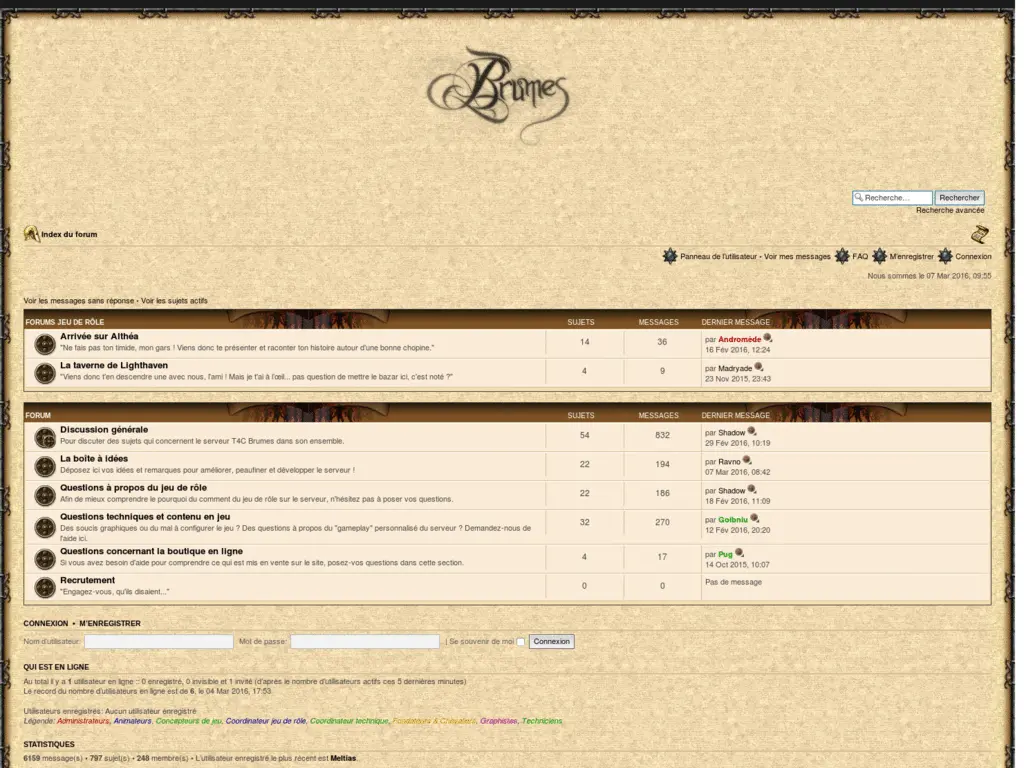 Brumes
Recherche... Rechercher
Recherche avancée
Index du forum
Panneau de l'utilisateur • Voir mes messages FAQ M'enregistrer Connexion
Nous sommes le 07 Mar 2016, 09:55
Voir les messages sans réponse • Voir les sujets actifs
FORUMS JEU DE RÔLE SUJETS MESSAGES DERNIER MESSAGE
Arrivée sur Althéa
"Ne fais pas ton timide, mon gars ! Viens donc te présenter et raconter ton histoire autour d'une bonne chopine."
14 36 par Andromède
16 Fév 2016, 12:24
La taverne de Lighthaven
"Viens donc t'en descendre une avec nous, l'ami ! Mais je t'ai à l'œil... pas question de mettre le bazar ici, c'est noté ?"
4 9 par Madryade
23 Nov 2015, 23:43
FORUM SUJETS MESSAGES DERNIER MESSAGE
Discussion générale
Pour discuter des sujets qui concernent le serveur T4C Brumes dans son ensemble.
54 832 par Shadow
29 Fév 2016, 10:19
La boîte à idées
Déposez ici vos idées et remarques pour améliorer, peaufiner et développer le serveur !
22 194 par Ravno
07 Mar 2016, 08:42
Questions à propos du jeu de rôle
Afin de mieux comprendre le pourquoi du comment du jeu de rôle sur le serveur, n'hésitez pas à poser vos questions.
22 186 par Shadow
18 Fév 2016, 11:09
Questions techniques et contenu en jeu
Des soucis graphiques ou du mal à configurer le jeu ? Des questions à propos du "gameplay" personnalisé du serveur ? Demandez-nous de
l'aide ici.
32 270 par Goibniu
12 Fév 2016, 20:20
Questions concernant la boutique en ligne
Si vous avez besoin d'aide pour comprendre ce qui est mis en vente sur le site, posez-vos questions dans cette section.
4 17 par Pug
14 Oct 2015, 10:07
Recrutement
"Engagez-vous, qu'ils disaient..."
0 0 Pas de message
CONNEXION • M'ENREGISTRER
Nom d'utilisateur: Mot de passe: | Se souvenir de moi Connexion
QUI EST EN LIGNE
Au total il y a 1 utilisateur en ligne :: 0 enregistré, 0 invisible et 1 invité (d'après le nombre d'utilisateurs actifs ces 5 dernières minutes)
Le record du nombre d'utilisateurs en ligne est de 6, le 04 Mar 2016, 17:53
Utilisateurs enregistrés: Aucun utilisateur enregistré
Légende: Administrateurs, Animateurs, Concepteurs de jeu, Coordinateur jeu de rôle, Coordinateur technique, Fondateurs & Créateurs, Graphistes, Techniciens
STATISTIQUES
6159 message(s) • 797 sujet(s) • 248 membre(s) • L'utilisateur enregistré le plus récent est Meltias.